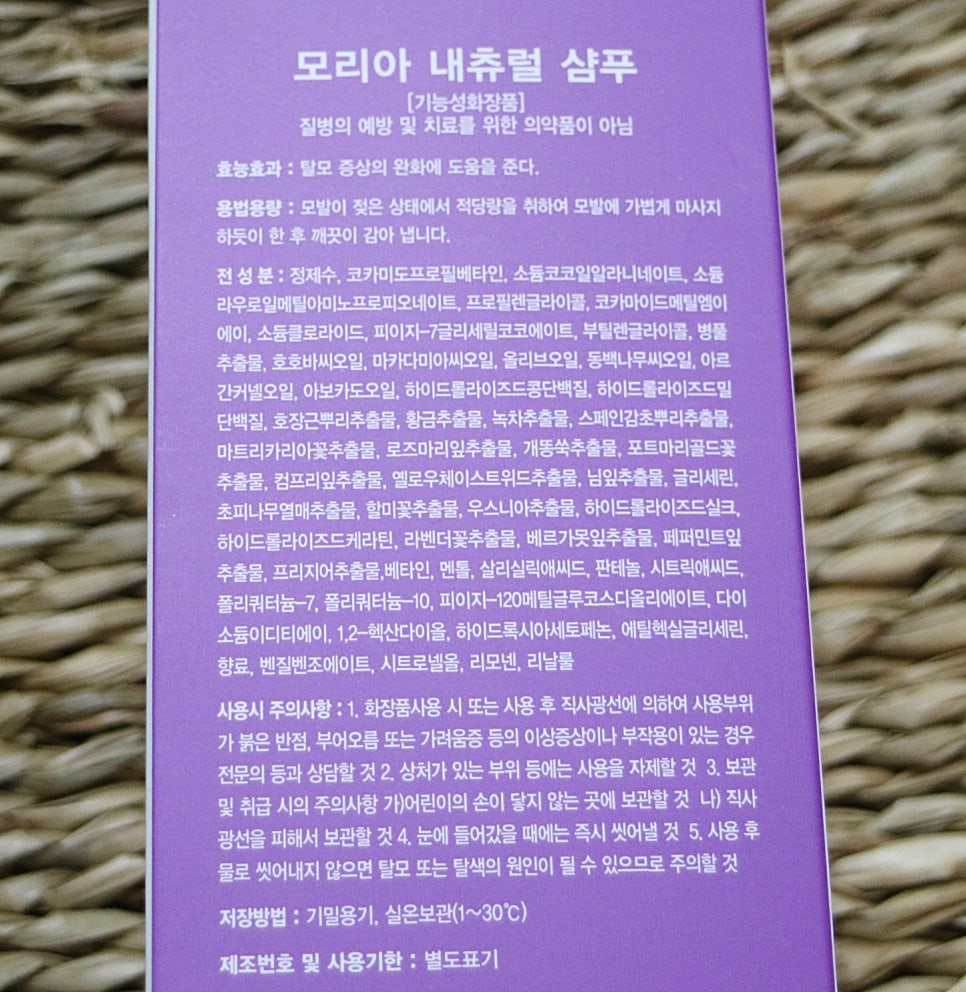 모리아 내츄럴 샴푸
[기능성화장품]
질병의 예방 및 치료를 위한 의약품이 아님
효능효과 : 탈모 증상의 완화에 도움을 준다.
용법용량 : 모발이 젖은 상태에서 적당량을 취하여 모발에 가볍게 마사지
하듯이 한 후 깨끗이 감아 냅니다.
전 성 분 : 정제수, 코카미도프로필베타인, 소듐코코일알라니네이트, 소듐
라우로일메틸아미노프로피오네이트, 프로필렌글라이콜, 코카마이드메틸엠이
에이, 소듐클로라이드, 피이지-7글리세릴코코에이트, 부틸렌글라이콜, 병풀
추출물, 호호바씨오일, 마카다미아씨오일, 올리브오일, 동백나무씨오일, 아르
간커넬오일, 아보카도오일, 하이드롤라이즈드콩단백질, 하이드롤라이즈드밀
단백질, 호장근뿌리추출물, 황금추출물, 녹차추출물, 스페인감초뿌리추출물,
마트리카리아꽃추출물, 로즈마리잎추출물, 개똥쑥추출물, 포트마리골드꽃
추출물, 컴프리잎추출물, 옐로우체이스트위드추출물, 님잎추출물, 글리세린,
초피나무열매추출물, 할미꽃추출물, 우스니아추출물, 하이드롤라이즈드실크,
하이드롤라이즈드케라틴, 라벤더꽃추출물, 베르가못잎추출물, 페퍼민트잎
추출물, 프리지어추출물,베타인, 멘톨, 살리실릭애씨드, 판테놀, 시트릭애씨드,
폴리쿼터늄-7, 폴리쿼터늄-10, 피이지-120메틸글루코스디올리에이트, 다이
소듐이디티에이, 1,2-헥산다이올, 하이드록시아세토페논, 에틸헥실글리세린,
향료, 벤질벤조에이트, 시트로넬올, 리모넨, 리날룰
사용시 주의사항 : 1. 화장품사용 시 또는 사용 후 직사광선에 의하여 사용부위
가 붉은 반점, 부어오름 또는 가려움증 등의 이상증상이나 부작용이 있는 경우
전문의 등과 상담할 것 2. 상처가 있는 부위 등에는 사용을 자제할 것 3. 보관
및 취급 시의 주의사항 가)어린이의 손이 닿지 않는 곳에 보관할 것 나) 직사
광선을 피해서 보관할 것 4. 눈에 들어갔을 때에는 즉시 씻어낼 것 5. 사용 후
물로 씻어내지 않으면 탈모 또는 탈색의 원인이 될 수 있으므로 주의할 것
저장방법 : 기밀용기, 실온보관(1~30℃)
제조번호 및 사용기한 : 별도표기